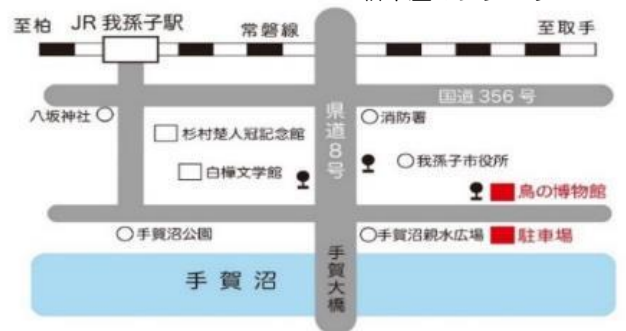 至柏
JR 我孫子駅
常磐線
至取手
国道 356 号
八坂神社
県道8号
消防署
杉村楚人冠記念館
我孫子市役所
白樺文学館
鳥の博物館
手賀沼公園
手賀沼親水広場
駐車場
手賀沼
手賀大橋